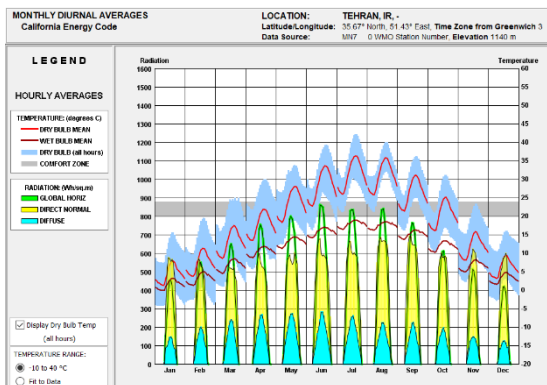 MONTHLY DIURNAL AVERAGES
California Energy Code
LOCATION: TEHRAN, IR, -
Latitude/Longitude: 35.67° North, 51.43° East, Time Zone from Greenwich 3
Data Source: MN7 0 WMO Station Number, Elevation 1140 m
LEGEND
HOURLY AVERAGES
TEMPERATURE: (degrees C)
DRY BULB MEAN
WET BULB MEAN
DRY BULB (all hours)
COMFORT ZONE
RADIATION: (Wh/sq.m)
GLOBAL HORIZ
DIRECT NORMAL
DIFFUSE
Display Dry Bulb Temp
(all hours)
TEMPERATURE RANGE:
-10 to 40 °C
Fit to Data
Radiation
Temperature
1600
1500
1400
1300
1200
1100
1000
900
800
700
600
500
400
300
200
100
0
60
55
50
45
40
35
30
25
20
15
10
5
0
-5
-10
-15
-20
Jan Feb Mar Apr May Jun Jul Aug Sep Oct Nov Dec